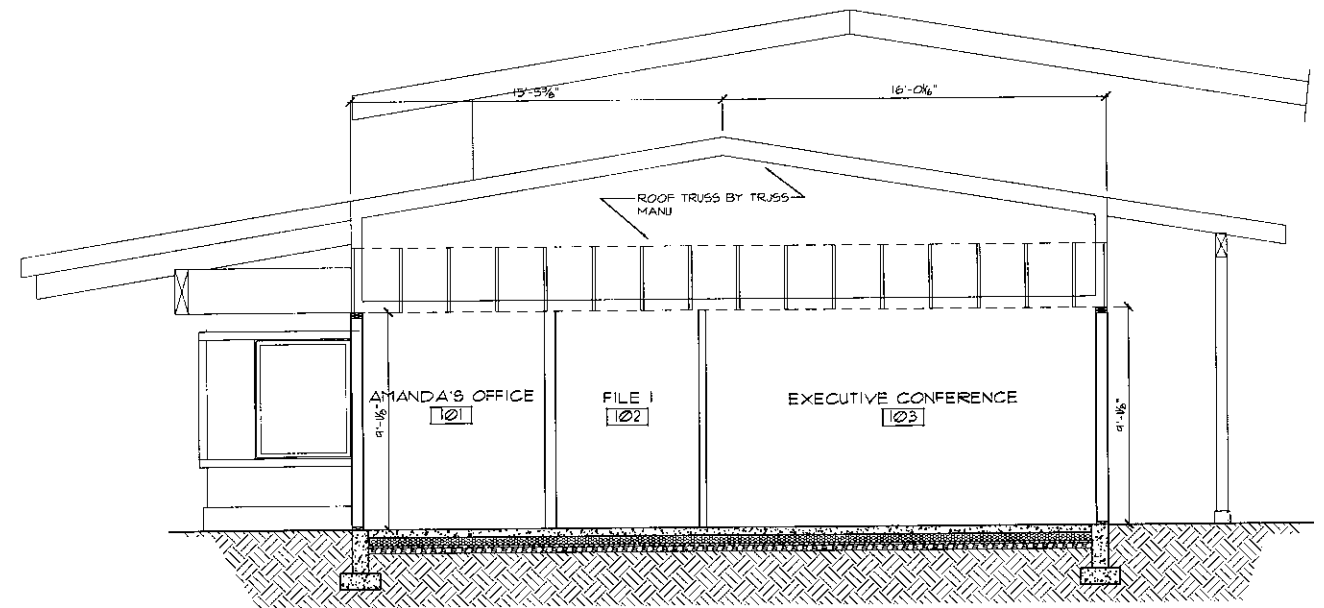 15'-5⅜"
16'-0⅛"
ROOF TRUSS BY TRUSS
MANU
AMANDA'S OFFICE
101
FILE 1
102
EXECUTIVE CONFERENCE
103
9'-1⅛"
9'-1⅛"